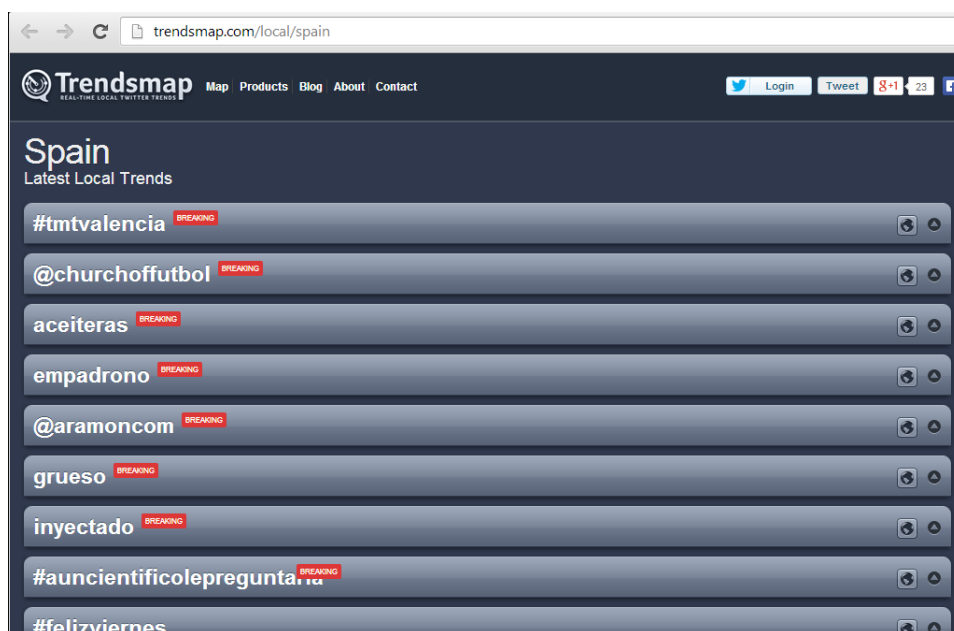 trendsmap.com/local/spain
Trendsmap Map Products Blog About Contact Login Tweet g+1 23 f
REAL-TIME LOCAL TWITTER TRENDS
Spain
Latest Local Trends
#tmtvalencia BREAKING
@churchoffutbol BREAKING
aceiteras BREAKING
empadrono BREAKING
@aramoncom BREAKING
grueso BREAKING
inyectado BREAKING
#auncientificolepreguntaria BREAKING
#felizviernes